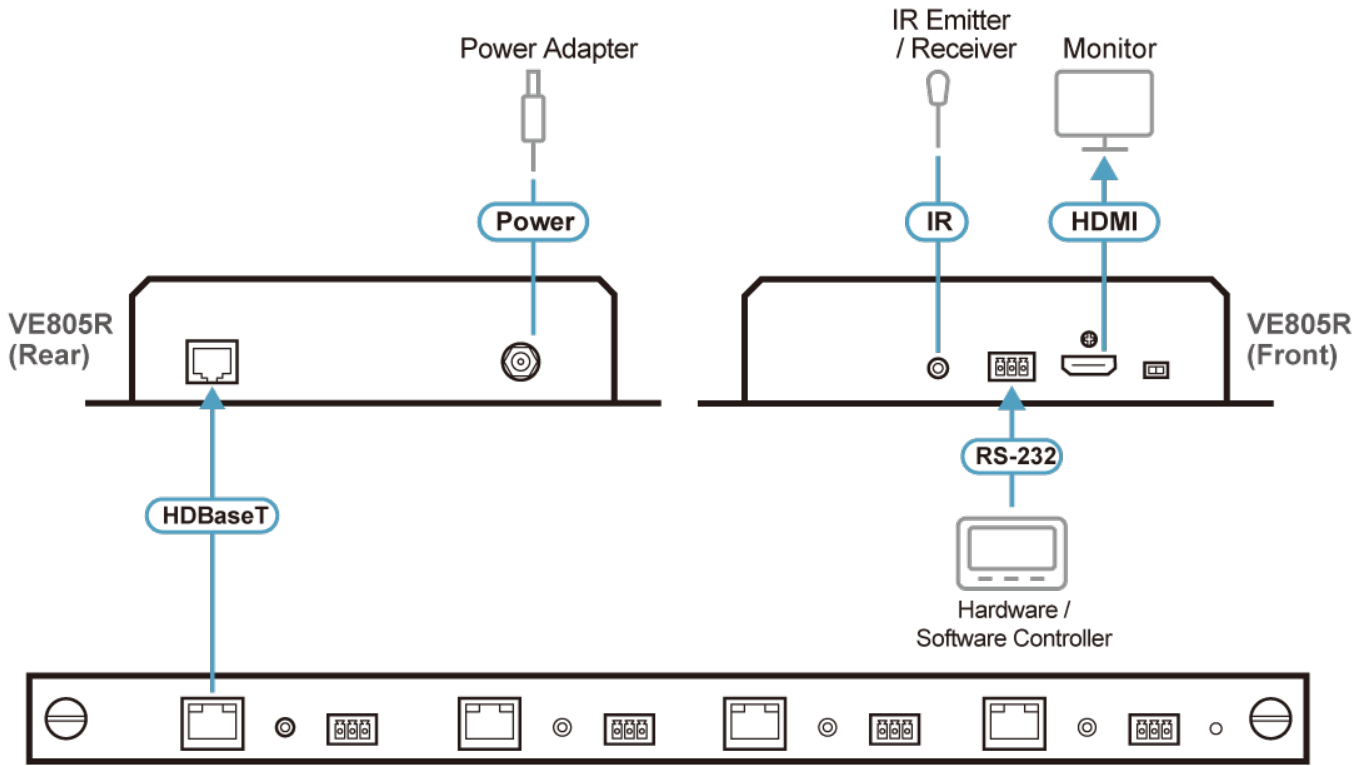 IR Emitter
/ Receiver
Power Adapter
Monitor
Power
IR
HDMI
VE805R
(Rear)
VE805R
(Front)
RS-232
HDBaseT
Hardware /
Software Controller